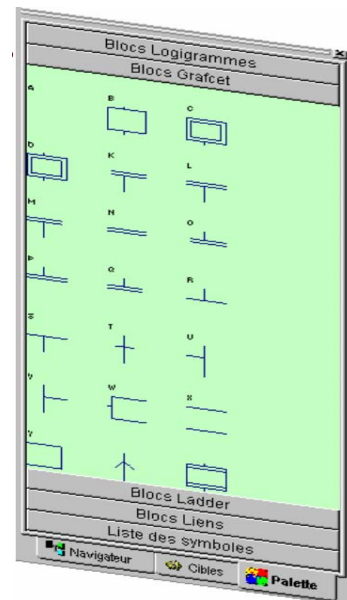 Blocs Logigrammes
Blocs Grafcet
A
B C
D K L
M N O
P Q R
S T U
V W X
Y
Blocs Ladder
Blocs Liens
Liste des symboles
Navigateur Cibles Palette